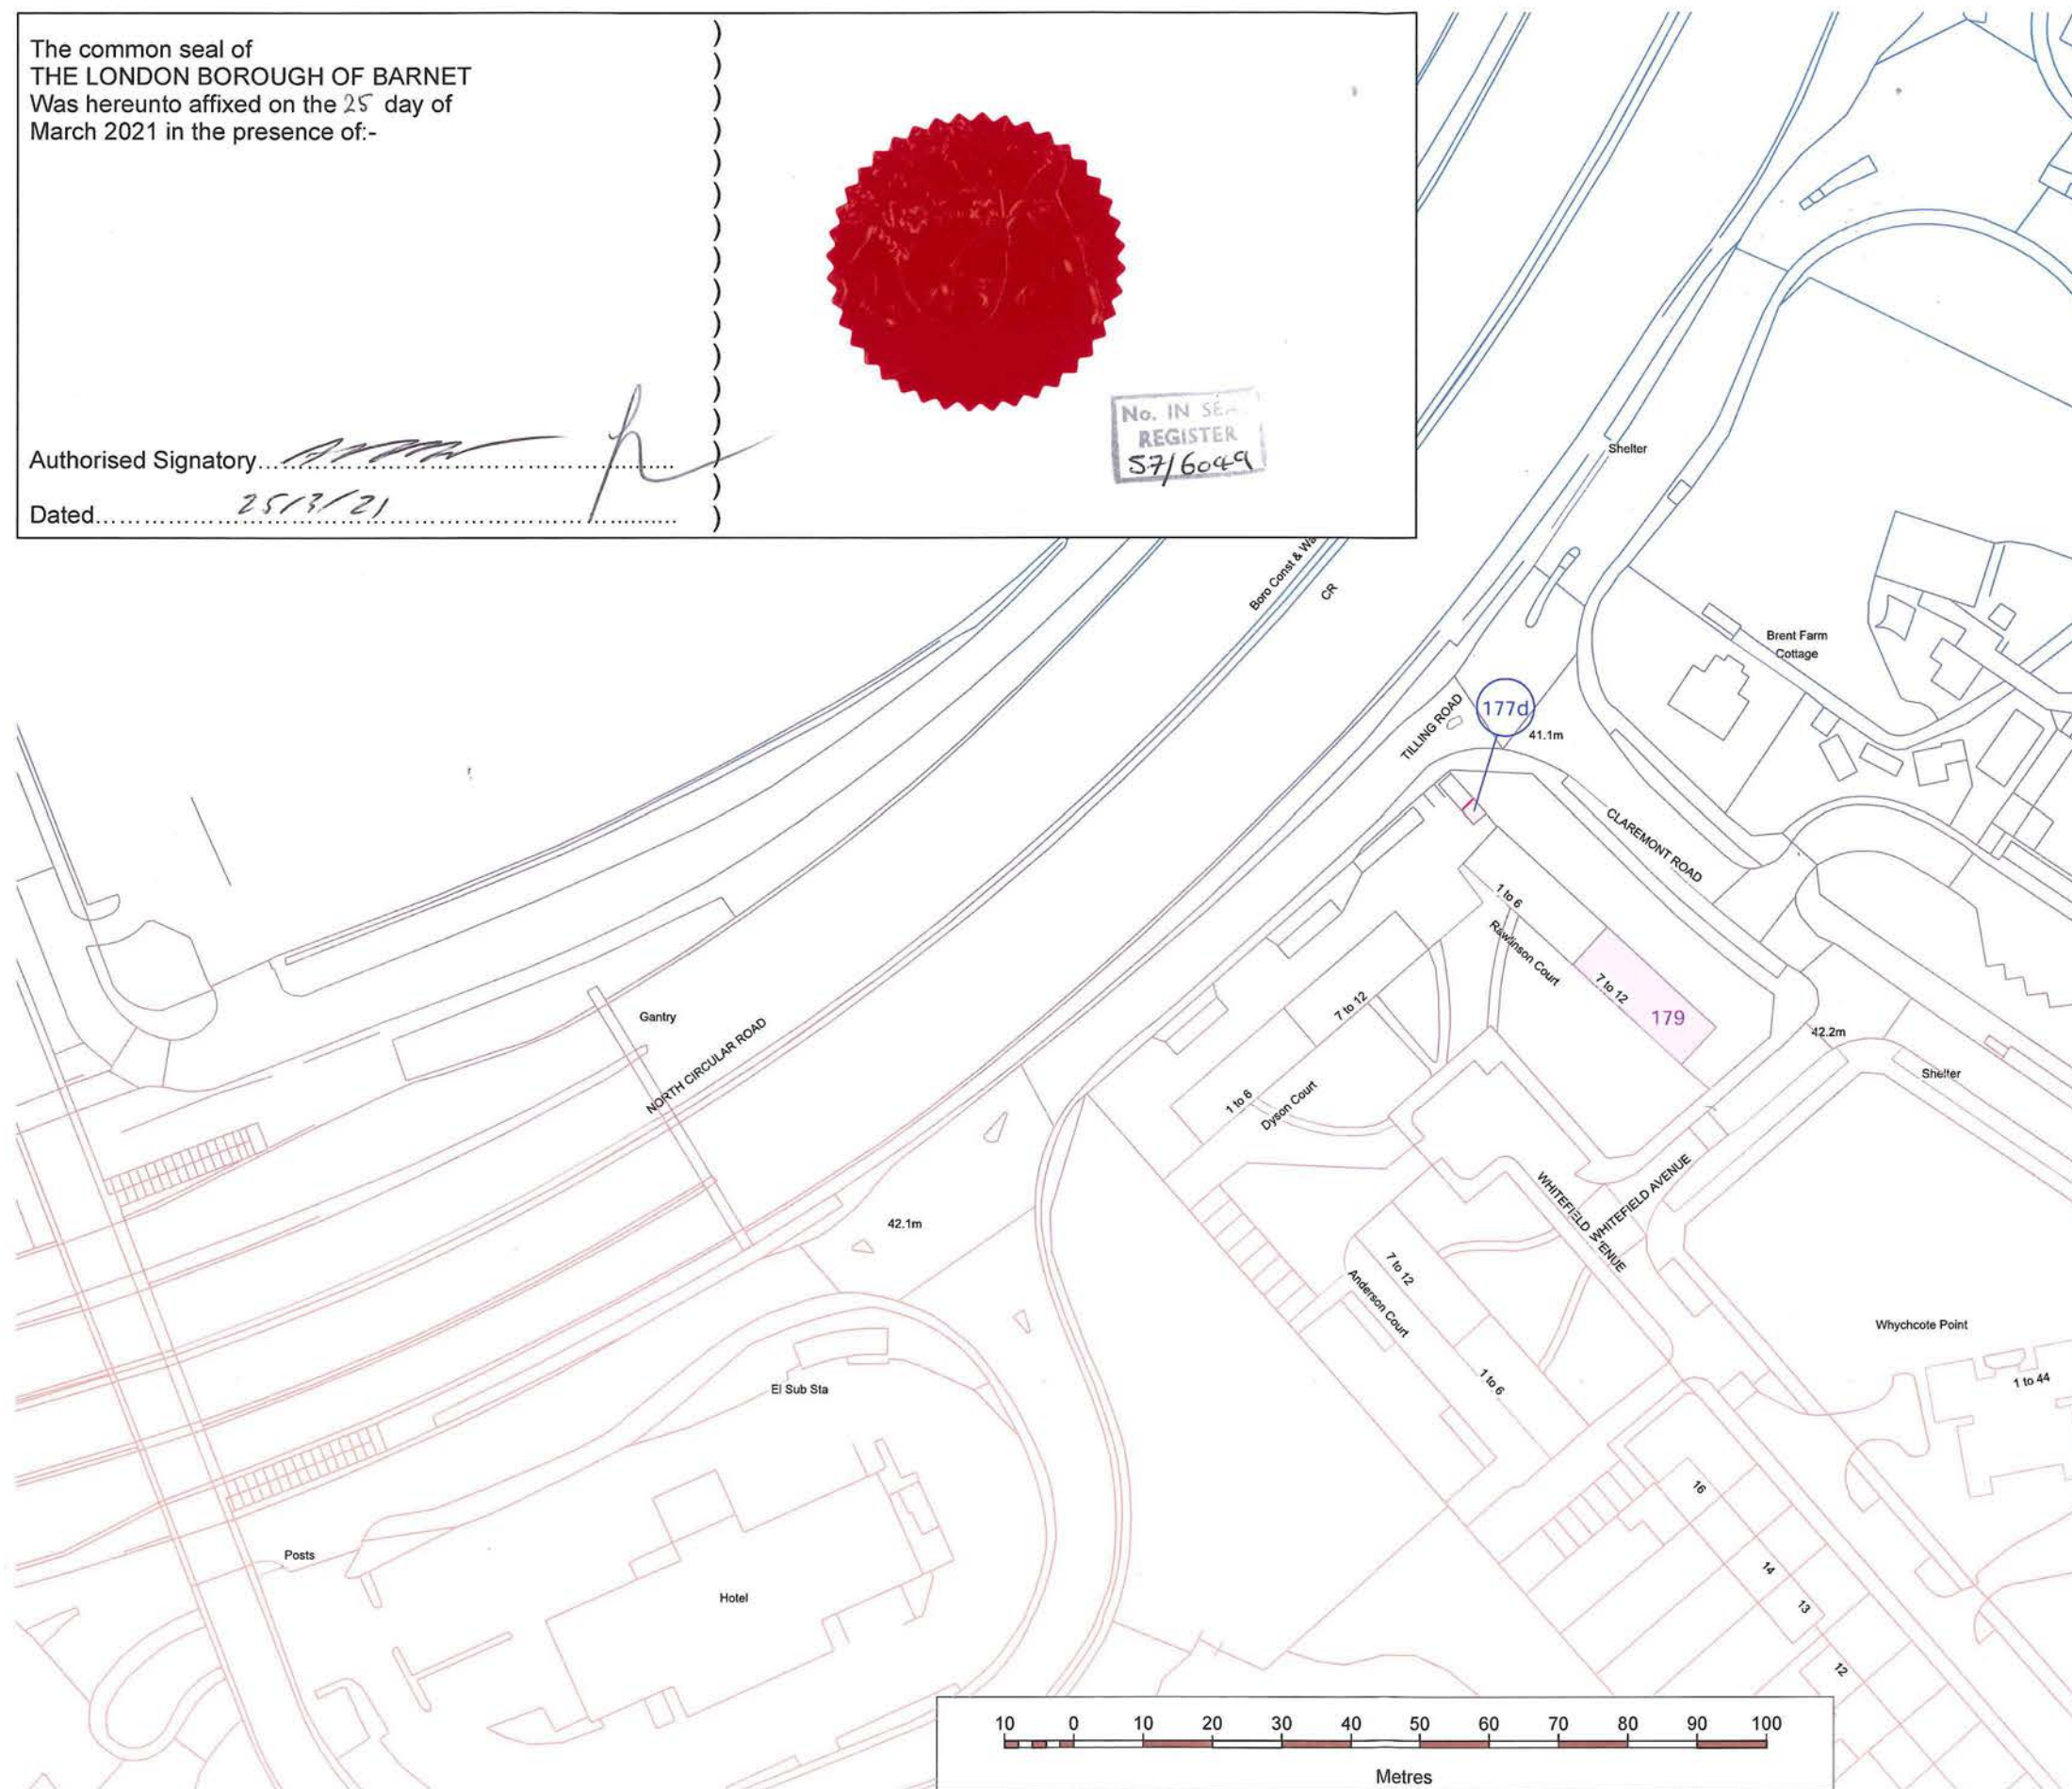 The common seal of
THE LONDON BOROUGH OF BARNET
Was hereunto affixed on the 25 day of
March 2021 in the presence of:-
Authorised Signatory
Dated 25/3/21
No. IN
REGISTER
57/6049
Boro Const &
CR
Shelter
Brent Farm
Cottage
TILLING ROAD
177d
41.1m
CLAREMONT ROAD
1 to 6
Rawlinson Court
7 to 12
179
42.2m
Shelter
Gantry
NORTH CIRCULAR ROAD
7 to 12
1 to 6
Dyson Court
WHITEFIELD AVENUE
WHITEFIELD
42.1m
7 to 12
Anderson Court
1 to 6
Whychcote Point
1 to 44
El Sub Sta
Posts
Hotel
16
14
13
12
10 0 10 20 30 40 50 60 70 80 90 100
Metres